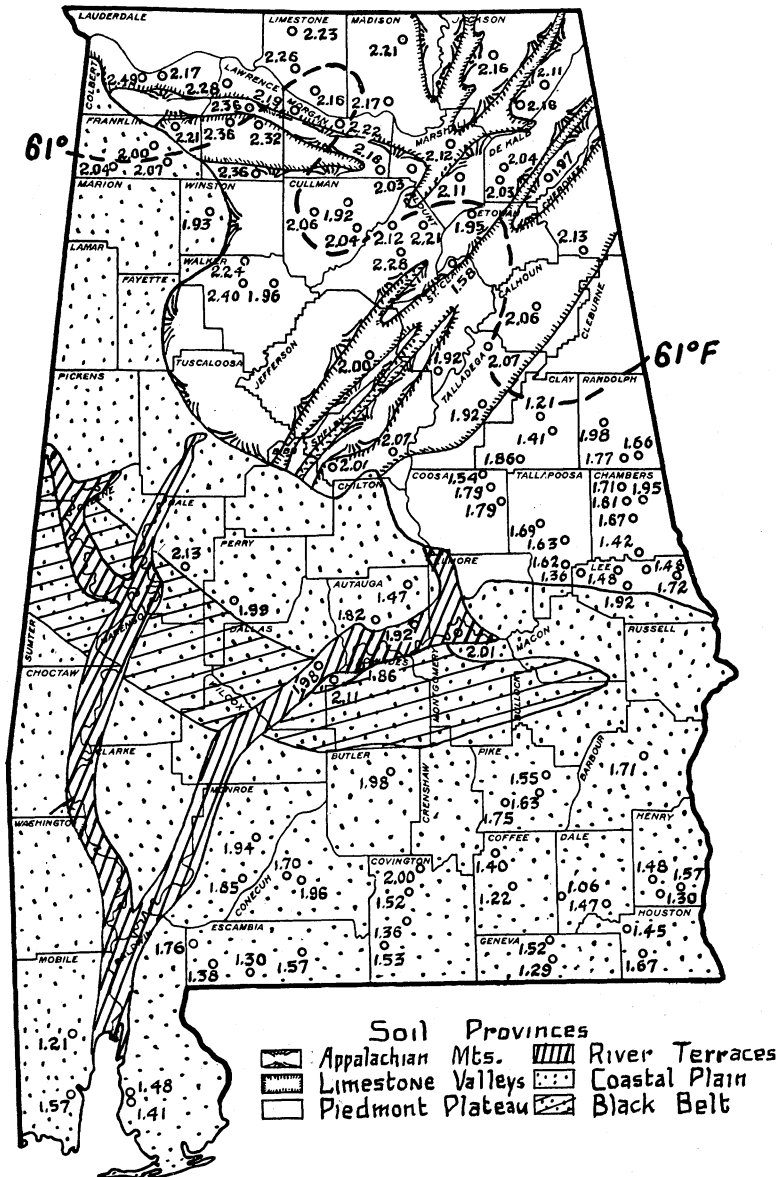 LAUDERDALE
LIMESTONE
MADISON
JACKSON
2.23
2.26
2.21
2.16
2.11
2.16
COLBERT
2.49
2.17
2.28
LAWRENCE
2.19
MORGAN
2.16
2.17
2.36
FRANKLIN
2.21
2.36
2.32
2.22
MARSHALL
2.12
DE KALB
61°
2.00
2.04
2.07
2.36
2.16
2.03
2.11
2.04
2.03
1.97
CHEROKEE
MARION
WINSTON
CULLMAN
1.93
2.06
1.92
2.04
BLOUNT
2.12
2.21
2.28
ETOWAH
1.95
2.13
LAMAR
FAYETTE
WALKER
2.24
2.40
1.96
ST. CLAIR
1.58
CALHOUN
2.06
CLEBURNE
TUSCALOOSA
JEFFERSON
2.00
1.92
TALLADEGA
2.07
61°F
PICKENS
SHELBY
2.07
2.01
1.92
CLAY
RANDOLPH
1.21
1.41
1.86
1.98
1.66
1.77
CHILTON
COOSA
1.54
1.79
1.79
TALLAPOOSA
1.69
1.63
CHAMBERS
1.71
1.95
1.81
1.67
1.42
HALE
2.13
PERRY
1.99
AUTAUGA
1.47
1.82
1.92
ELMORE
1.62
1.36
LEE
1.48
1.48
1.72
1.92
SUMTER
MARENGO
DALLAS
1.98
1.86
2.11
2.01
MACON
RUSSELL
MONTGOMERY
BULLOCK
CHOCTAW
WILCOX
CLARKE
BUTLER
1.98
CRENSHAW
PIKE
1.55
1.63
1.75
BARBOUR
1.71
MONROE
1.94
1.85
CONECUH
1.70
1.96
WASHINGTON
COVINGTON
2.00
1.52
1.36
1.53
COFFEE
1.40
1.22
DALE
1.06
1.47
HENRY
1.48
1.57
1.30
HOUSTON
1.45
1.67
GENEVA
1.52
1.29
ESCAMBIA
1.76
1.38
1.30
1.57
BALDWIN
MOBILE
1.21
1.57
1.48
1.41
Soil Provinces
Appalachian Mts.
River Terraces
Limestone Valleys
Coastal Plain
Piedmont Plateau
Black Belt